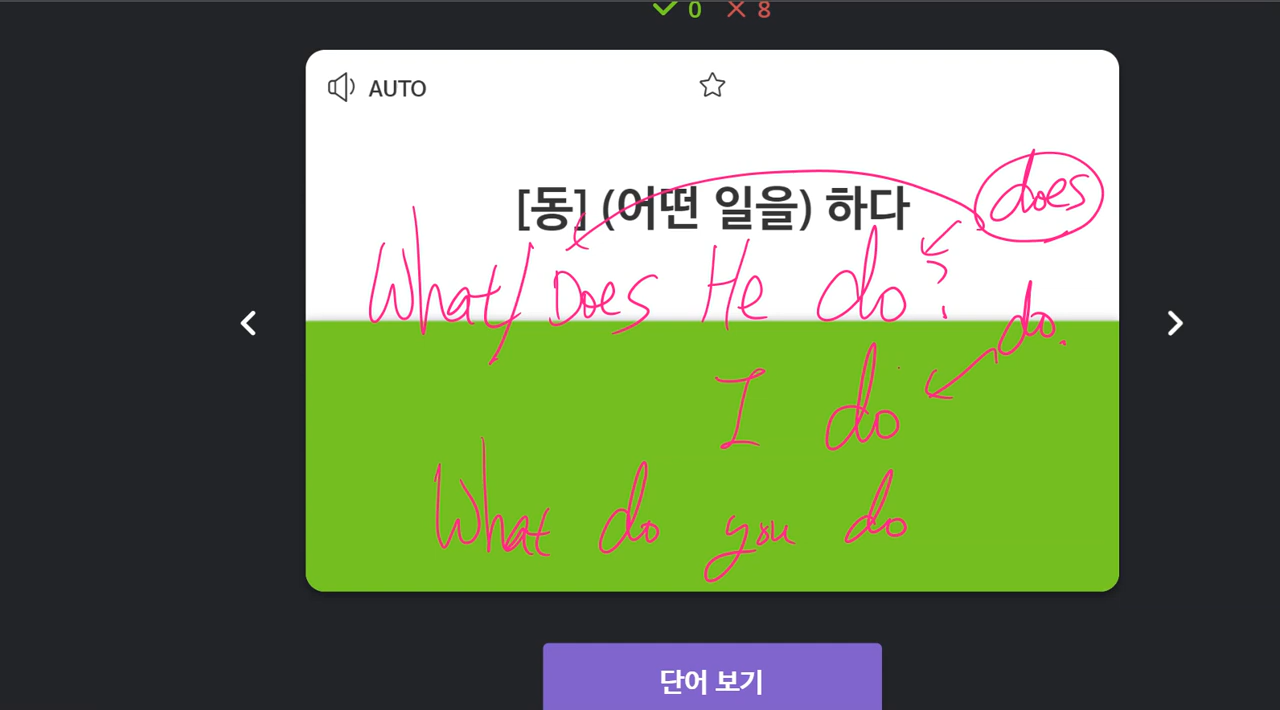 0 8
AUTO
does
[동] (어떤 일을) 하다
What/ Does He do?
do.
I do
What do you do
단어 보기